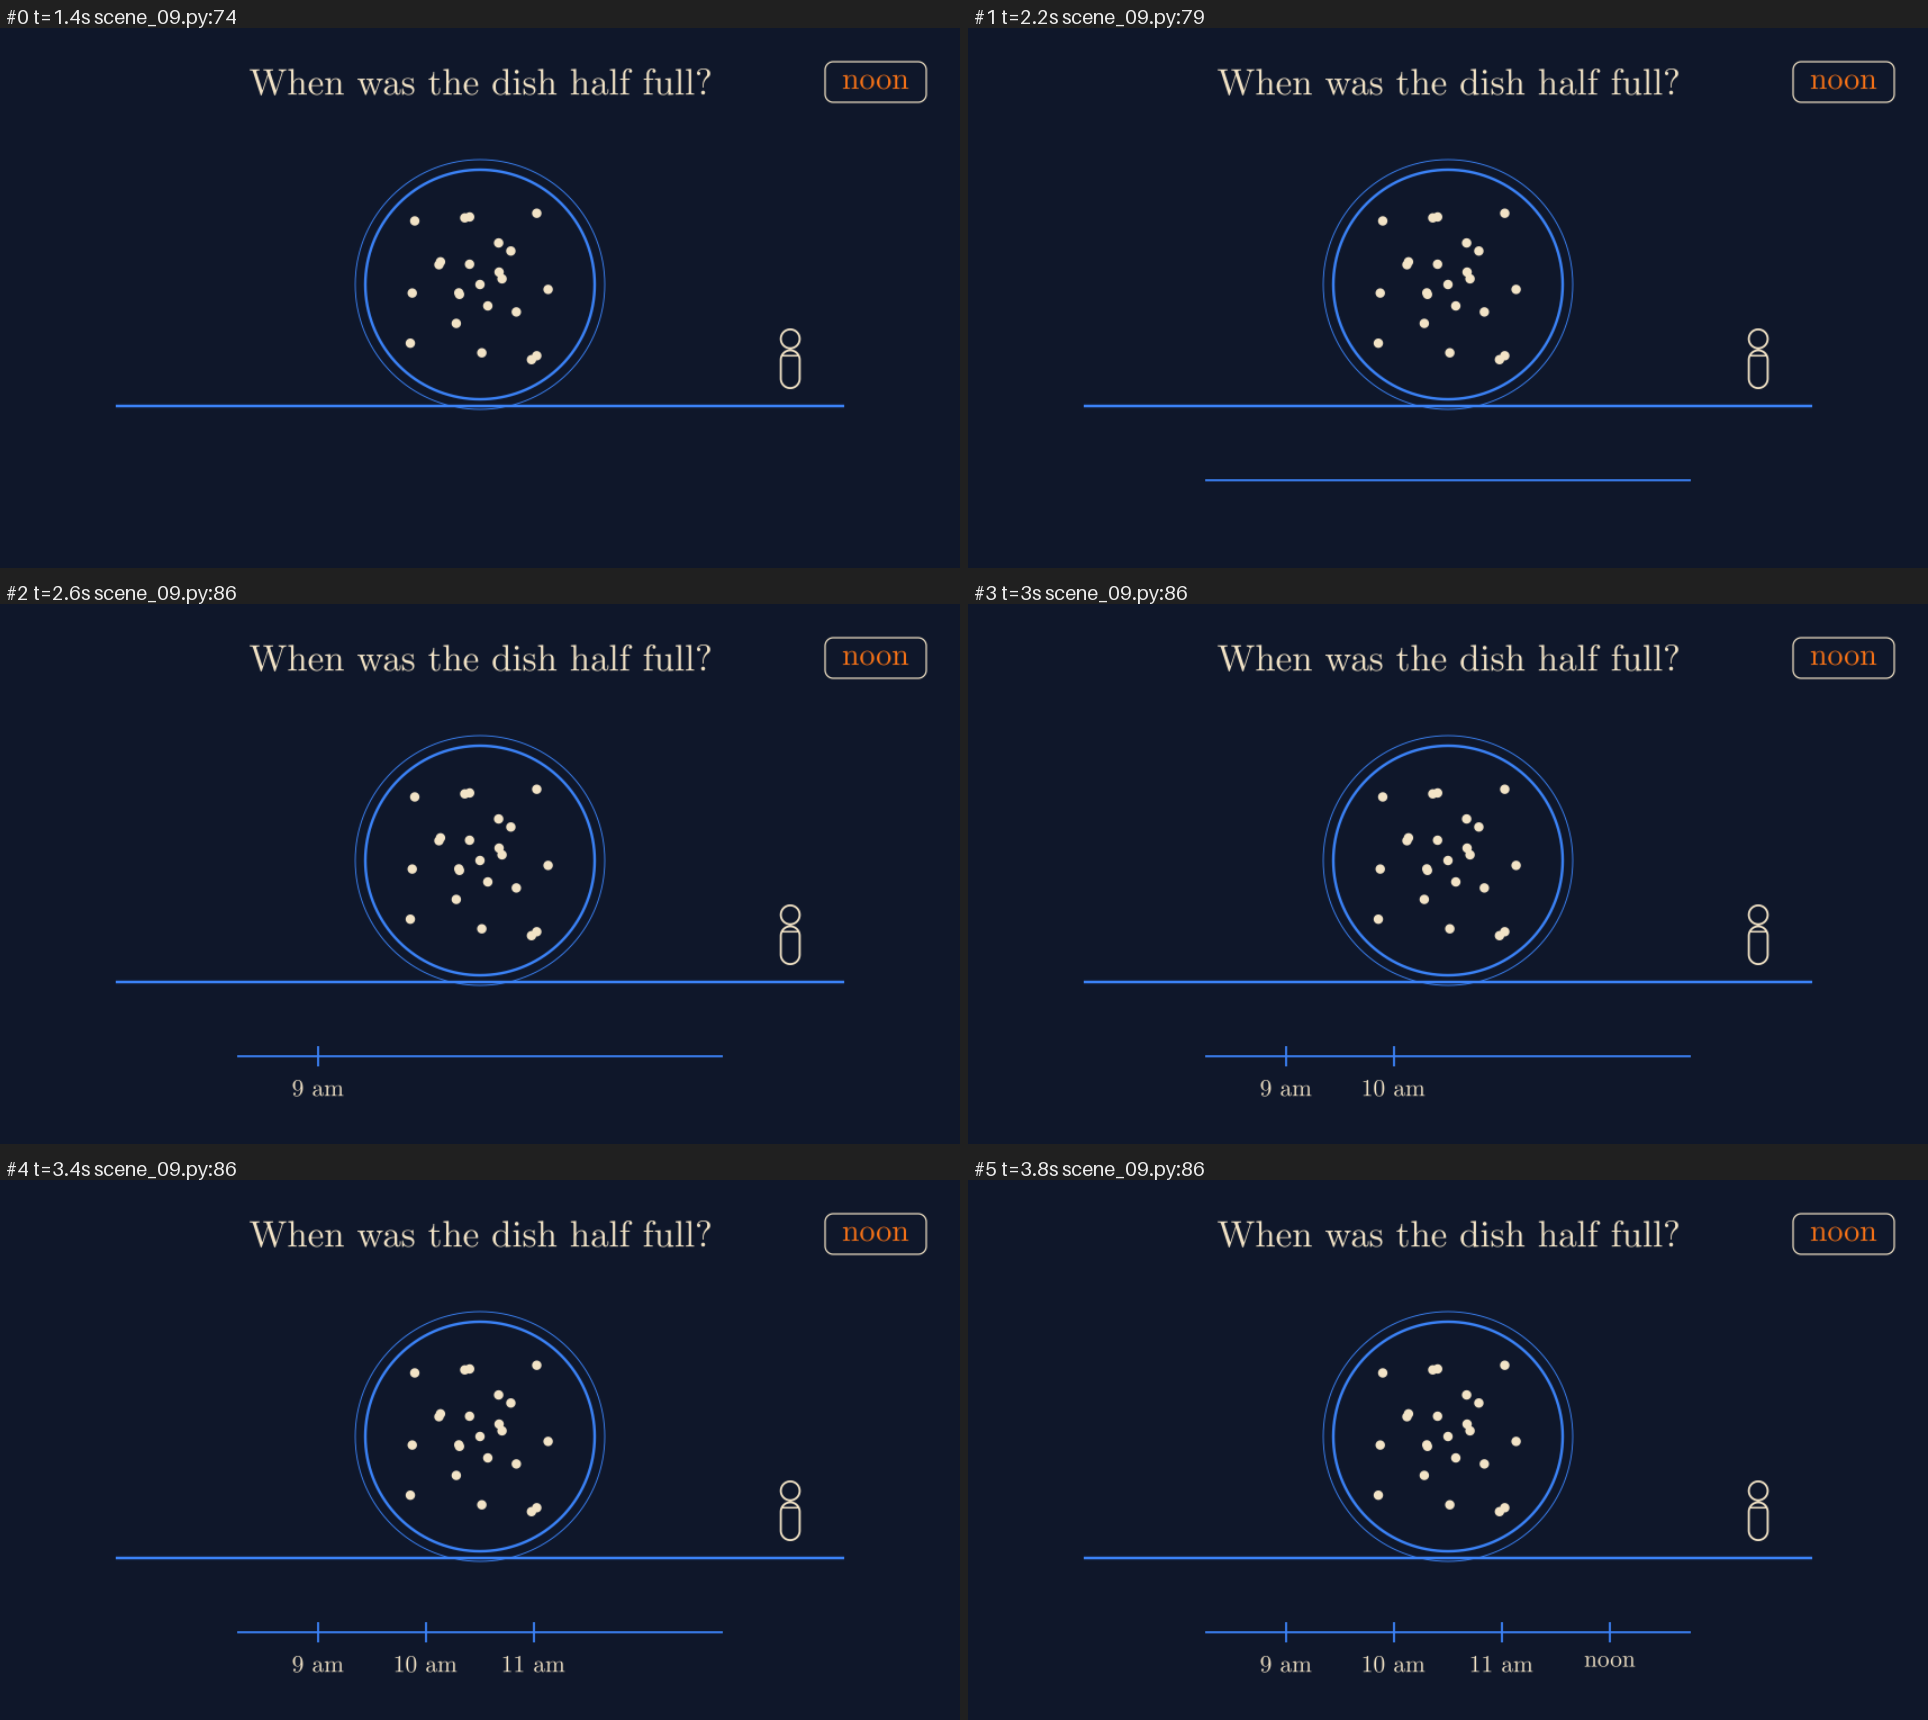 #0 t=1.4s scene_09.py:74
When was the dish half full?
noon
#1 t=2.2s scene_09.py:79
When was the dish half full?
noon
#2 t=2.6s scene_09.py:86
When was the dish half full?
noon
9 am
#3 t=3s scene_09.py:86
When was the dish half full?
noon
9 am 10 am
#4 t=3.4s scene_09.py:86
When was the dish half full?
noon
9 am 10 am 11 am
#5 t=3.8s scene_09.py:86
When was the dish half full?
noon
9 am 10 am 11 am noon